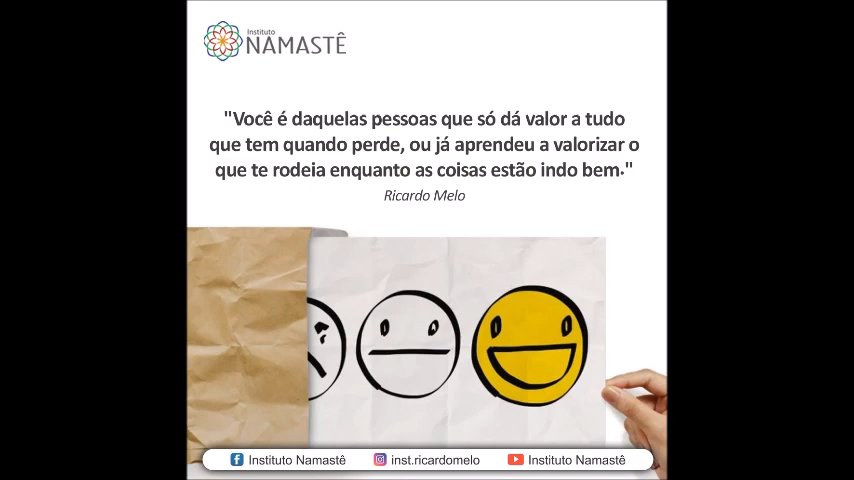 Instituto
NAMASTÊ
"Você é daquelas pessoas que só dá valor a tudo
que tem quando perde, ou já aprendeu a valorizar o
que te rodeia enquanto as coisas estão indo bem."
Ricardo Melo
Instituto Namastê inst.ricardomelo Instituto Namastê